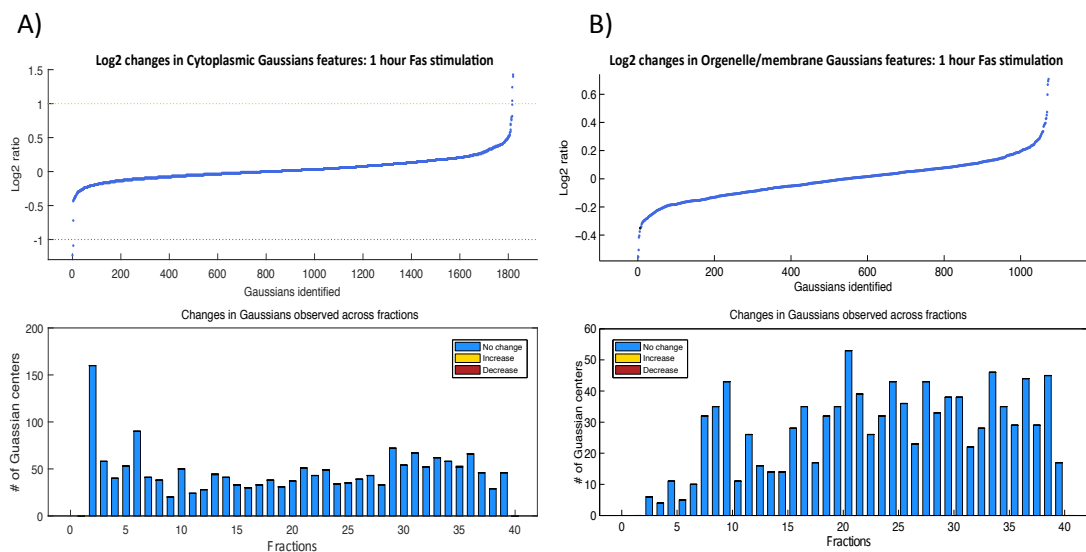 A)
Log2 changes in Cytoplasmic Gaussians features: 1 hour Fas stimulation
1.5
1
0.5
0
-0.5
-1
Log2 ratio
0 200 400 600 800 1000 1200 1400 1600 1800
Gaussians identified
Changes in Gaussians observed across fractions
200
150
100
50
0
# of Guassian centers
No change
Increase
Decrease
0 5 10 15 20 25 30 35 40
Fractions
B)
Log2 changes in Organelle/membrane Gaussians features: 1 hour Fas stimulation
0.6
0.4
0.2
0
-0.2
-0.4
Log2 ratio
0 200 400 600 800 1000
Gaussians identified
Changes in Gaussians observed across fractions
60
50
40
30
20
10
0
# of Guassian centers
No change
Increase
Decrease
0 5 10 15 20 25 30 35 40
Fractions